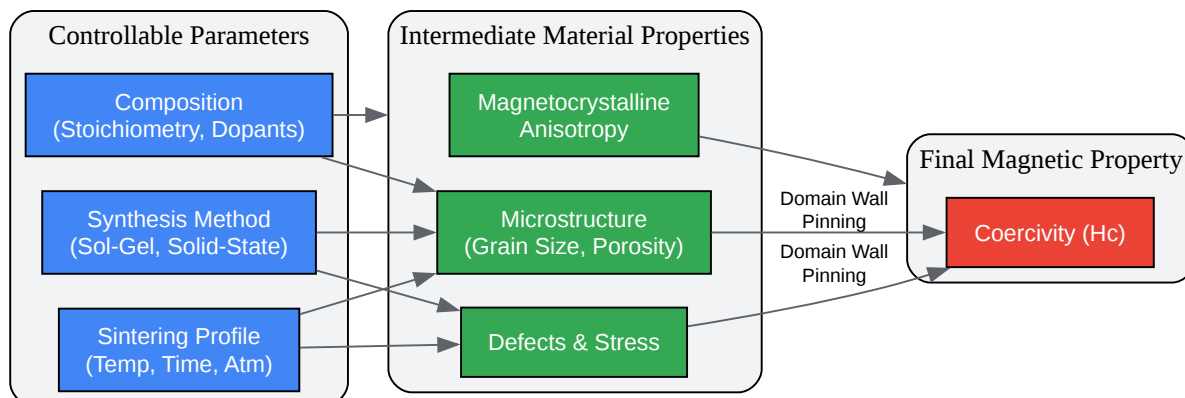 Controllable Parameters
Composition
(Stoichiometry, Dopants)
Synthesis Method
(Sol-Gel, Solid-State)
Sintering Profile
(Temp, Time, Atm)
Intermediate Material Properties
Magnetocrystalline
Anisotropy
Microstructure
(Grain Size, Porosity)
Defects & Stress
Domain Wall
Pinning
Domain Wall
Pinning
Final Magnetic Property
Coercivity (Hc)